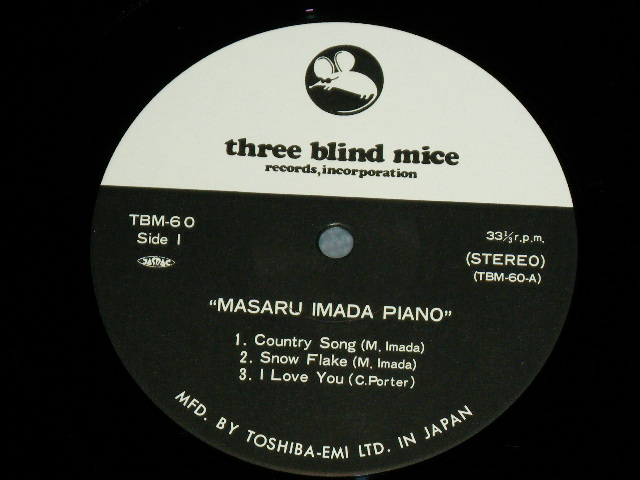 three blind mice
records, incorporation
TBM-60
Side 1
JASRAC
33⅓ r.p.m.
(STEREO)
(TBM-60-A)
"MASARU IMADA PIANO"
1. Country Song (M. Imada)
2. Snow Flake (M. Imada)
3. I Love You (C. Porter)
MFD. BY TOSHIBA-EMI LTD. IN JAPAN